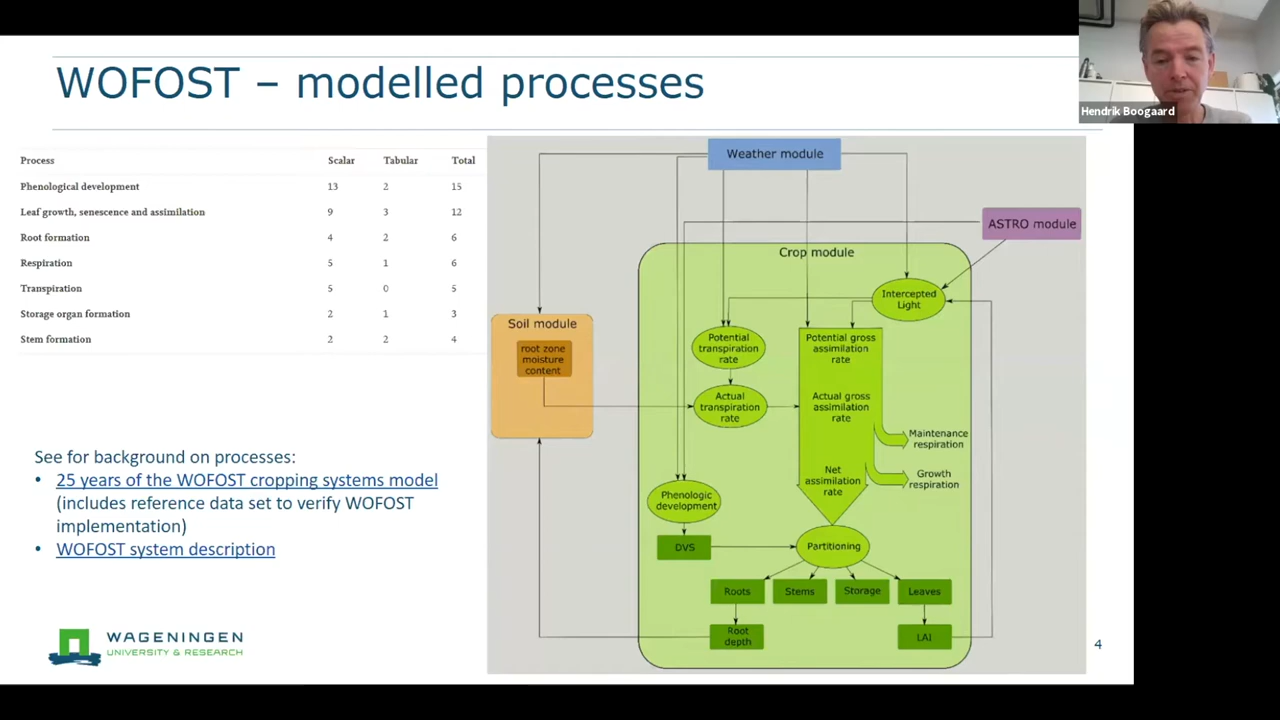 WOFOST – modelled processes
Hendrik Boogaard
Process Scalar Tabular Total
Phenological development 13 2 15
Leaf growth, senescence and assimilation 9 3 12
Root formation 4 2 6
Respiration 5 1 6
Transpiration 5 0 5
Storage organ formation 2 1 3
Stem formation 2 2 4
See for background on processes:
• 25 years of the WOFOST cropping systems model
(includes reference data set to verify WOFOST
implementation)
• WOFOST system description
WAGENINGEN
UNIVERSITY & RESEARCH
Weather module
ASTRO module
Crop module
Intercepted
Light
Soil module
root zone
moisture
content
Potential
transpiration
rate
Potential gross
assimilation
rate
Actual
transpiration
rate
Actual gross
assimilation
rate
Maintenance
respiration
Net
assimilation
rate
Growth
respiration
Phenologic
development
DVS
Partitioning
Roots
Stems
Storage
Leaves
Root
depth
LAI
4